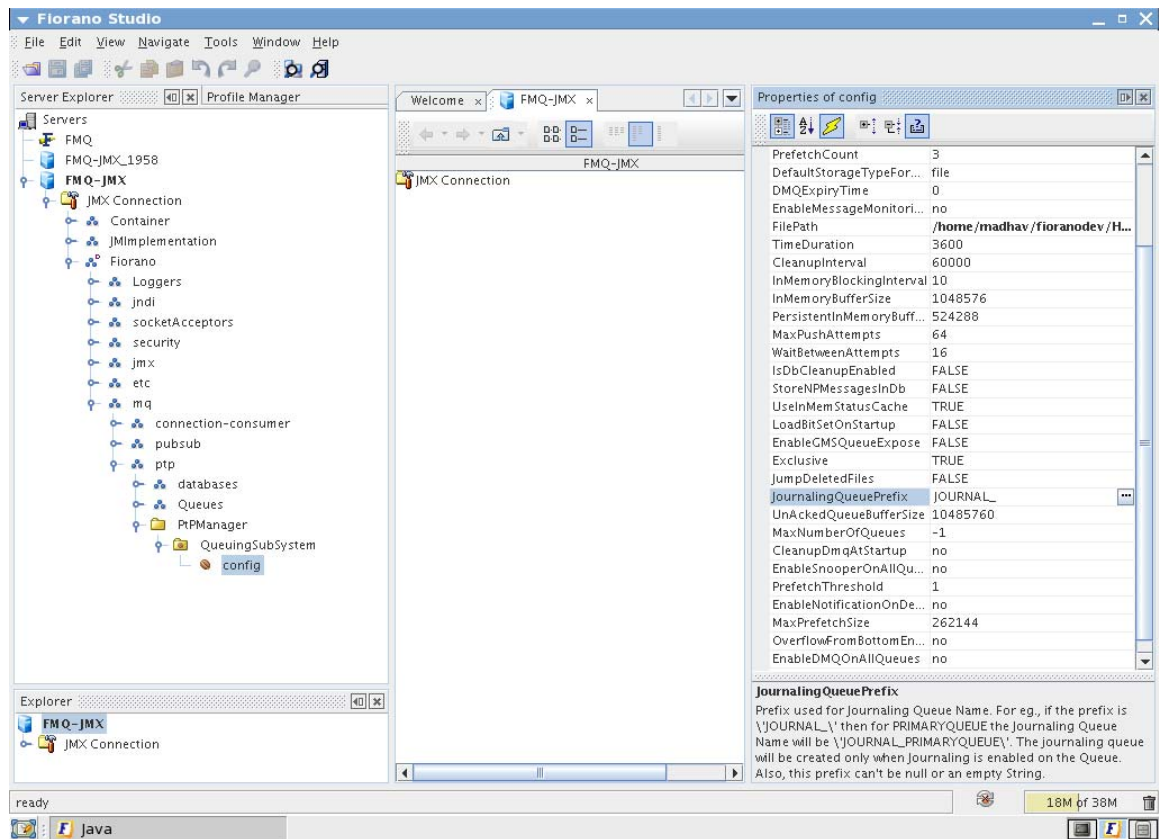 Fiorano Studio
File Edit View Navigate Tools Window Help
Server Explorer
Profile Manager
Servers
FMQ
FMQ-JMX_1958
FMQ-JMX
JMX Connection
Container
JMImplementation
Fiorano
Loggers
jndi
socketAcceptors
security
jmx
etc
mq
connection-consumer
pubsub
ptp
databases
Queues
PtPManager
QueuingSubSystem
config
Explorer
FMQ-JMX
JMX Connection
Welcome
FMQ-JMX
FMQ-JMX
JMX Connection
Properties of config
PrefetchCount 3
DefaultStorageTypeFor... file
DMQExpiryTime 0
EnableMessageMonitori... no
FilePath /home/madhav/fioranodev/H...
TimeDuration 3600
CleanupInterval 60000
InMemoryBlockingInterval 10
InMemoryBufferSize 1048576
PersistentInMemoryBuff... 524288
MaxPushAttempts 64
WaitBetweenAttempts 16
IsDbCleanupEnabled FALSE
StoreNPMessagesInDb FALSE
UseInMemStatusCache TRUE
LoadBitSetOnStartup FALSE
EnableGMSQueueExpose FALSE
Exclusive TRUE
JumpDeletedFiles FALSE
JournalingQueuePrefix JOURNAL_ ...
UnAckedQueueBufferSize 10485760
MaxNumberOfQueues -1
CleanupDmqAtStartup no
EnableSnooperOnAllQu... no
PrefetchThreshold 1
EnableNotificationOnDe... no
MaxPrefetchSize 262144
OverflowFromBottomEn... no
EnableDMQOnAllQueues no
JournalingQueuePrefix
Prefix used for Journaling Queue Name. For eg., if the prefix is
\'JOURNAL_\' then for PRIMARYQUEUE the Journaling Queue
Name will be \'JOURNAL_PRIMARYQUEUE\'. The journaling queue
will be created only when Journaling is enabled on the Queue.
Also, this prefix can't be null or an empty String.
ready
18M of 38M
Java